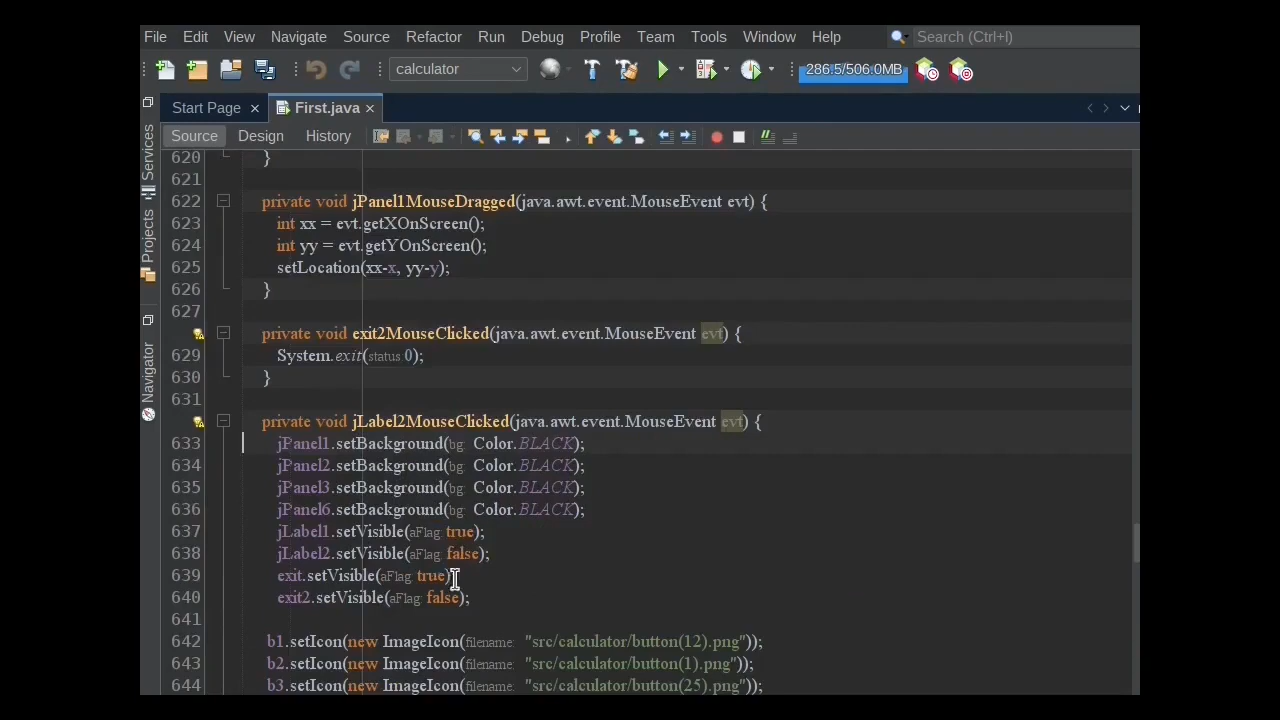 File Edit View Navigate Source Refactor Run Debug Profile Team Tools Window Help Search (Ctrl+I)
calculator 286.5/506.0MB
Start Page First.java
Source Design History
Services
Projects
Navigator
620 }
621
622 private void jPanel1MouseDragged(java.awt.event.MouseEvent evt) {
623 int xx = evt.getXOnScreen();
624 int yy = evt.getYOnScreen();
625 setLocation(xx-x, yy-y);
626 }
627
private void exit2MouseClicked(java.awt.event.MouseEvent evt) {
629 System.exit(status:0);
630 }
631
private void jLabel2MouseClicked(java.awt.event.MouseEvent evt) {
633 jPanel1.setBackground(bg: Color.BLACK);
634 jPanel2.setBackground(bg: Color.BLACK);
635 jPanel3.setBackground(bg: Color.BLACK);
636 jPanel6.setBackground(bg: Color.BLACK);
637 jLabel1.setVisible(aFlag: true);
638 jLabel2.setVisible(aFlag: false);
639 exit.setVisible(aFlag: true)
640 exit2.setVisible(aFlag: false);
641
642 b1.setIcon(new ImageIcon(filename: "src/calculator/button(12).png"));
643 b2.setIcon(new ImageIcon(filename: "src/calculator/button(1).png"));
644 b3.setIcon(new ImageIcon(filename: "src/calculator/button(25).png"));